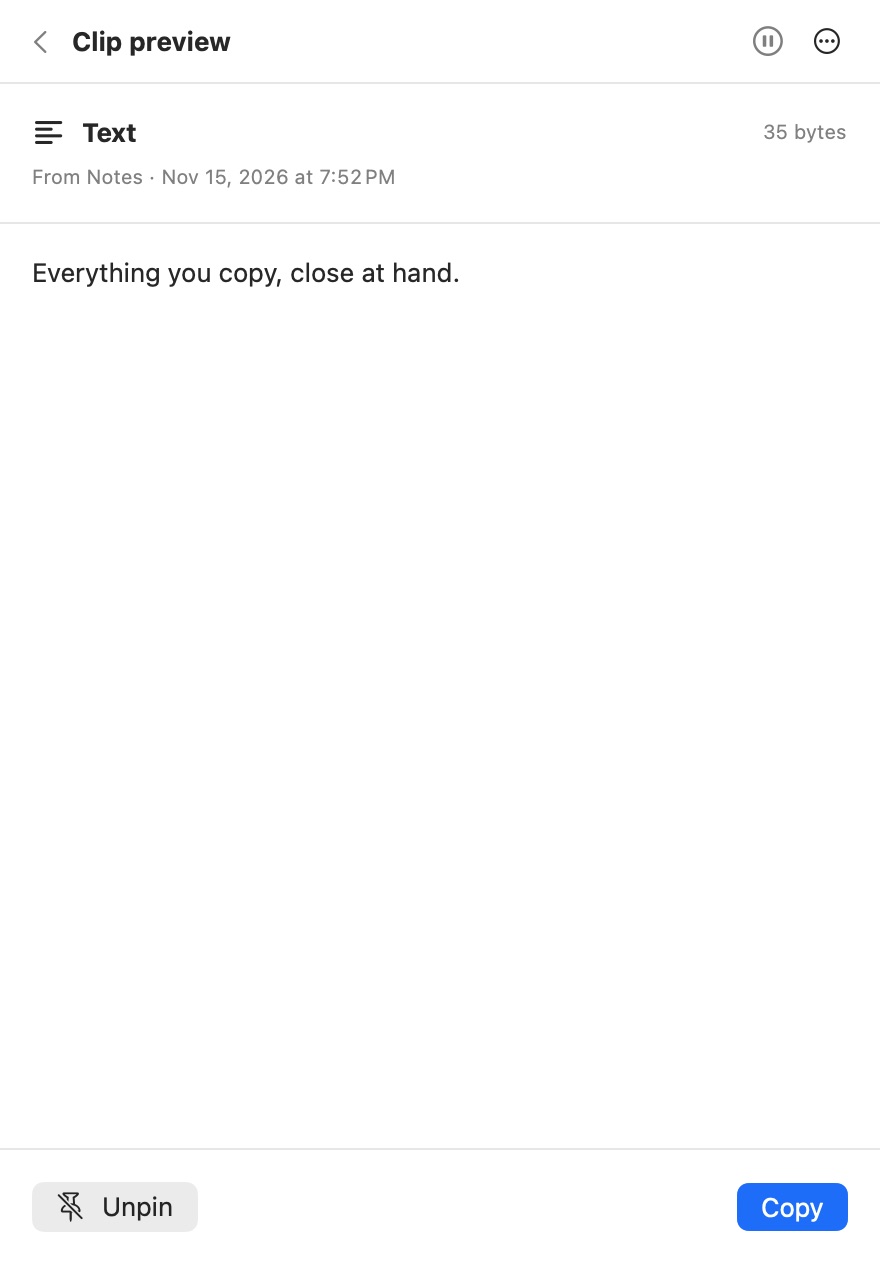 Clip preview
Text
35 bytes
From Notes · Nov 15, 2026 at 7:52 PM
Everything you copy, close at hand.
Unpin
Copy